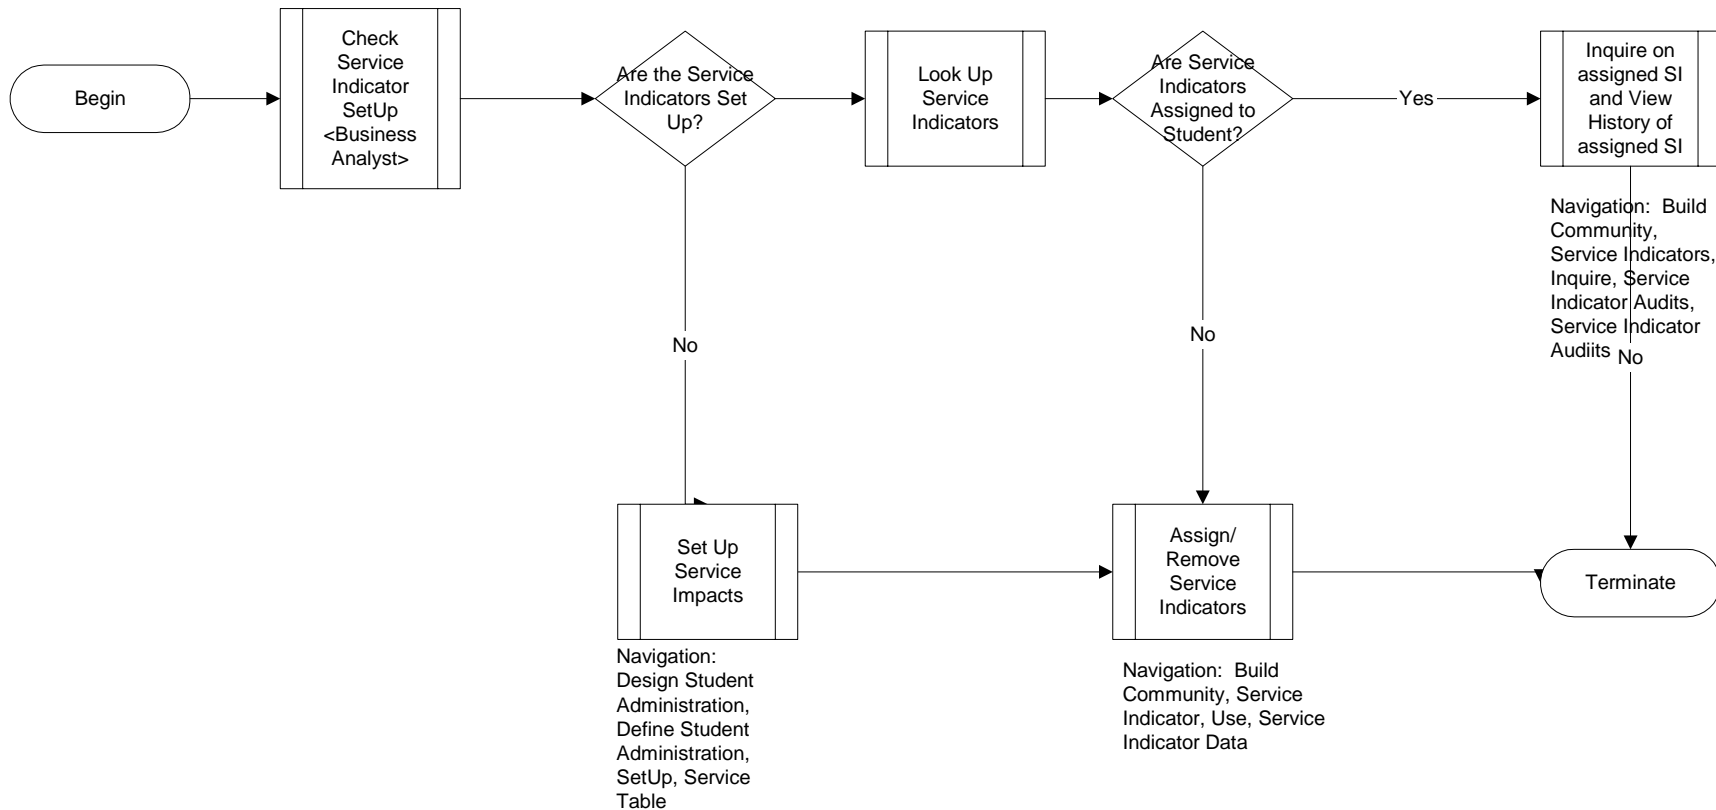 Begin
Check
Service
Indicator
SetUp
<Business
Analyst>
Are the Service
Indicators Set
Up?
Look Up
Service
Indicators
Are Service
Indicators
Assigned to
Student?
Yes
Inquire on
assigned SI
and View
History of
assigned SI
Navigation:  Build
Community,
Service Indicators,
Inquire, Service
Indicator Audits,
Service Indicator
Audiits
No
No
No
Set Up
Service
Impacts
Navigation:
Design Student
Administration,
Define Student
Administration,
SetUp, Service
Table
Assign/
Remove
Service
Indicators
Navigation:  Build
Community, Service
Indicator, Use, Service
Indicator Data
Terminate